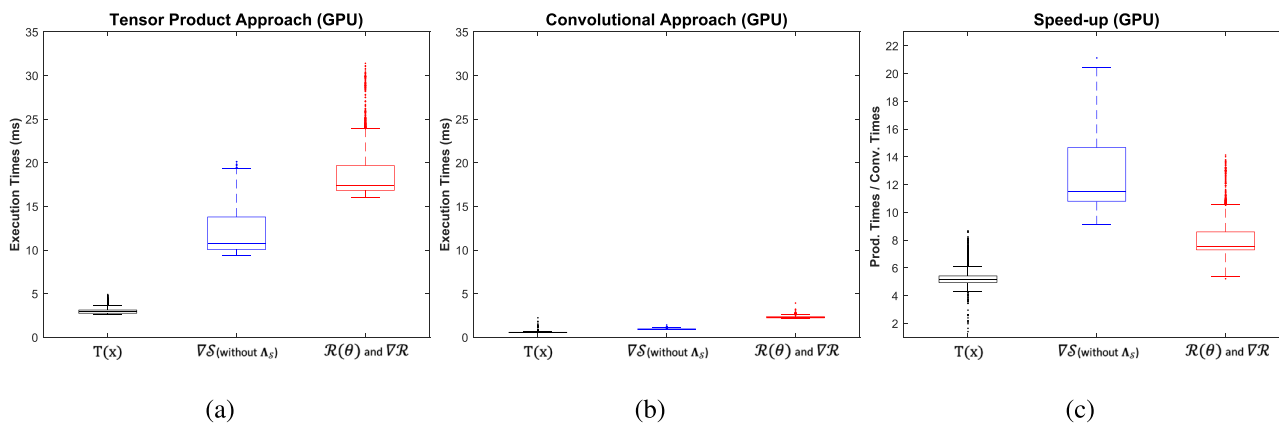 Tensor Product Approach (GPU)
Execution Times (ms)
35
30
25
20
15
10
5
0
T(x)
∇𝒮(without Λ𝒮)
ℛ(θ) and ∇ℛ
(a)
Convolutional Approach (GPU)
Execution Times (ms)
35
30
25
20
15
10
5
0
T(x)
∇𝒮(without Λ𝒮)
ℛ(θ) and ∇ℛ
(b)
Speed-up (GPU)
Prod. Times / Conv. Times
22
20
18
16
14
12
10
8
6
4
2
T(x)
∇𝒮(without Λ𝒮)
ℛ(θ) and ∇ℛ
(c)